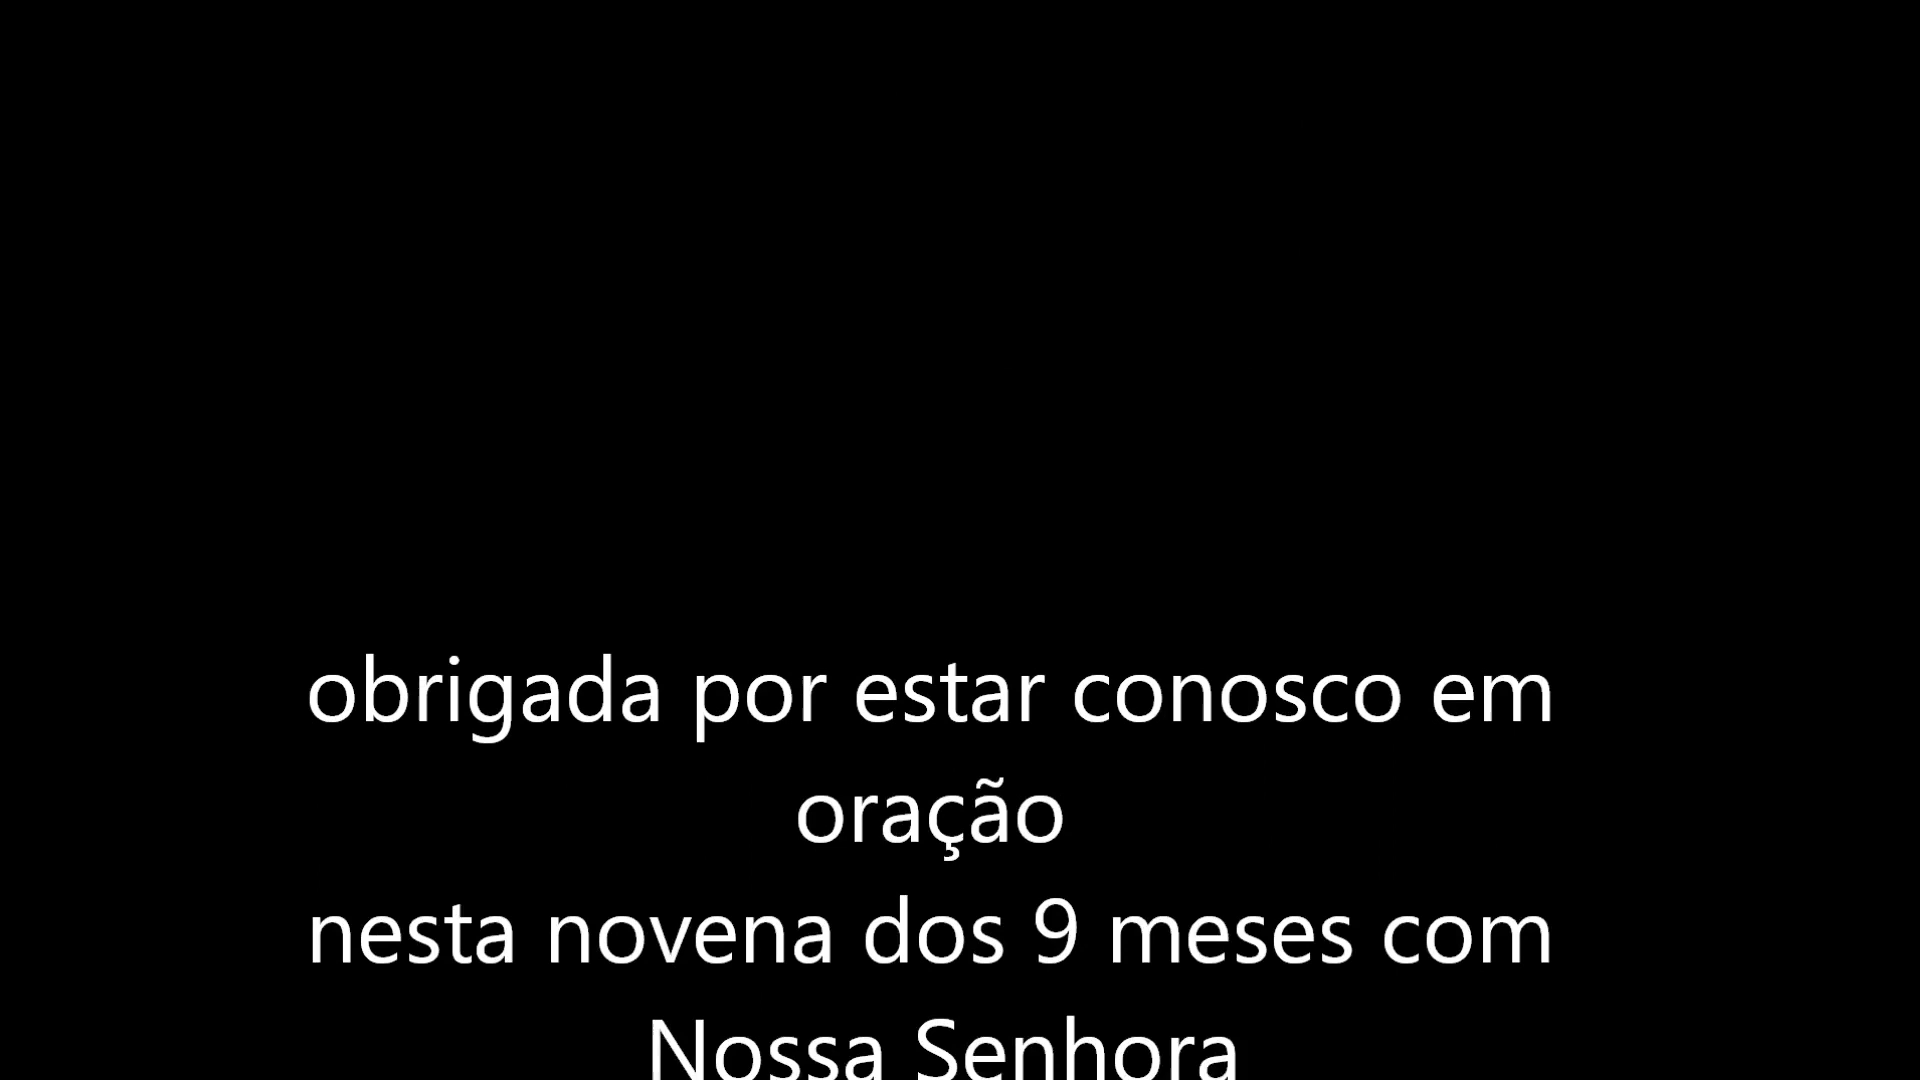 obrigada por estar conosco em
oração
nesta novena dos 9 meses com
Nossa Senhora